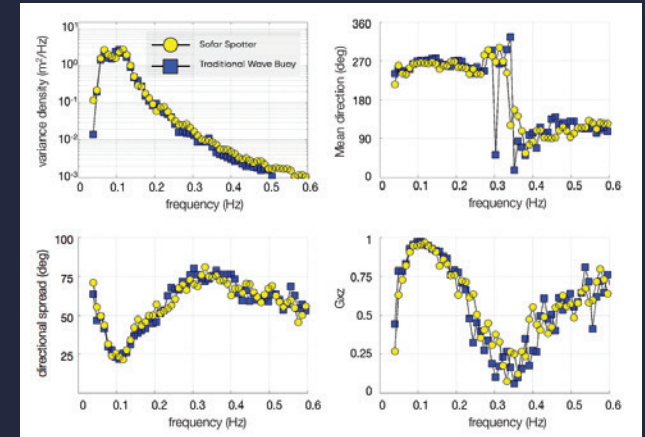 10¹
10⁰
10⁻¹
10⁻²
10⁻³
variance density (m²/Hz)
Sofar Spotter
Traditional Wave Buoy
0 0.1 0.2 0.3 0.4 0.5 0.6
frequency (Hz)
360
270
180
90
0
Mean direction (deg)
0 0.1 0.2 0.3 0.4 0.5 0.6
frequency (Hz)
100
75
50
25
directional spread (deg)
0 0.1 0.2 0.3 0.4 0.5 0.6
frequency (Hz)
1
0.75
0.5
0.25
0
Gxz
0 0.1 0.2 0.3 0.4 0.5 0.6
frequency (Hz)